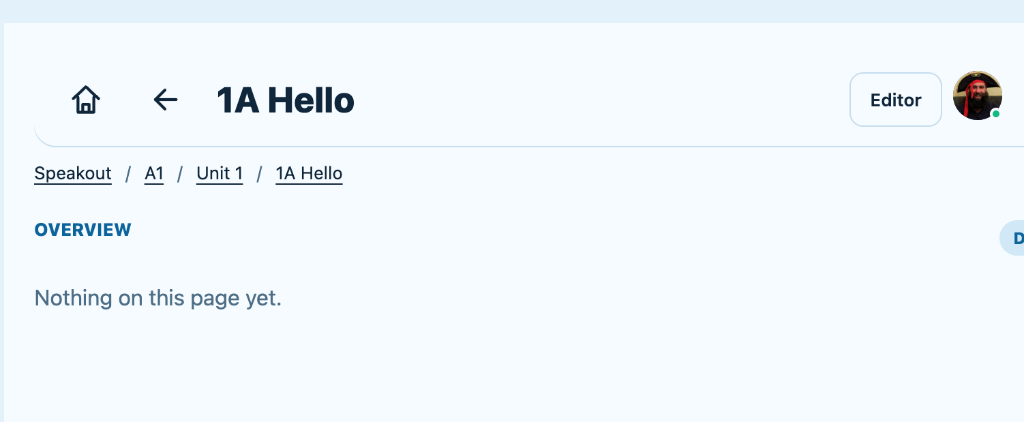 1A Hello
Editor
Speakout / A1 / Unit 1 / 1A Hello
OVERVIEW
Nothing on this page yet.